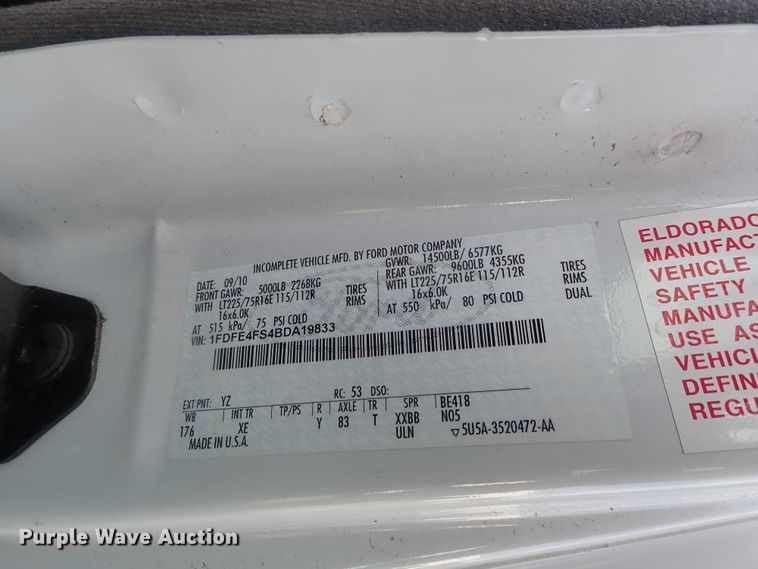 INCOMPLETE VEHICLE MFD. BY FORD MOTOR COMPANY
DATE: 09/10 GVWR: 14500LB/ 6577KG
FRONT GAWR: 5000LB 2268KG REAR GAWR: 9600LB 4355KG
WITH LT225/75R16E 115/112R TIRES WITH LT225/75R16E 115/112R TIRES
16x6.0K RIMS 16x6.0K RIMS
AT 515 kPa/ 75 PSI COLD AT 550 kPa/ 80 PSI COLD DUAL
VIN: 1FDFE4FS4BDA19833
EXT PNT: YZ RC: 53 DSO:
WB INT TR TP/PS R AXLE TR SPR BE418
176 XE Y 83 T XXBB N05
MADE IN U.S.A. ULN ▽5U5A-3520472-AA
ELDORADO
MANUFACT
VEHICLE
SAFETY
MANUFA
USE AS
VEHIC
DEFIN
REGU
Purple Wave Auction